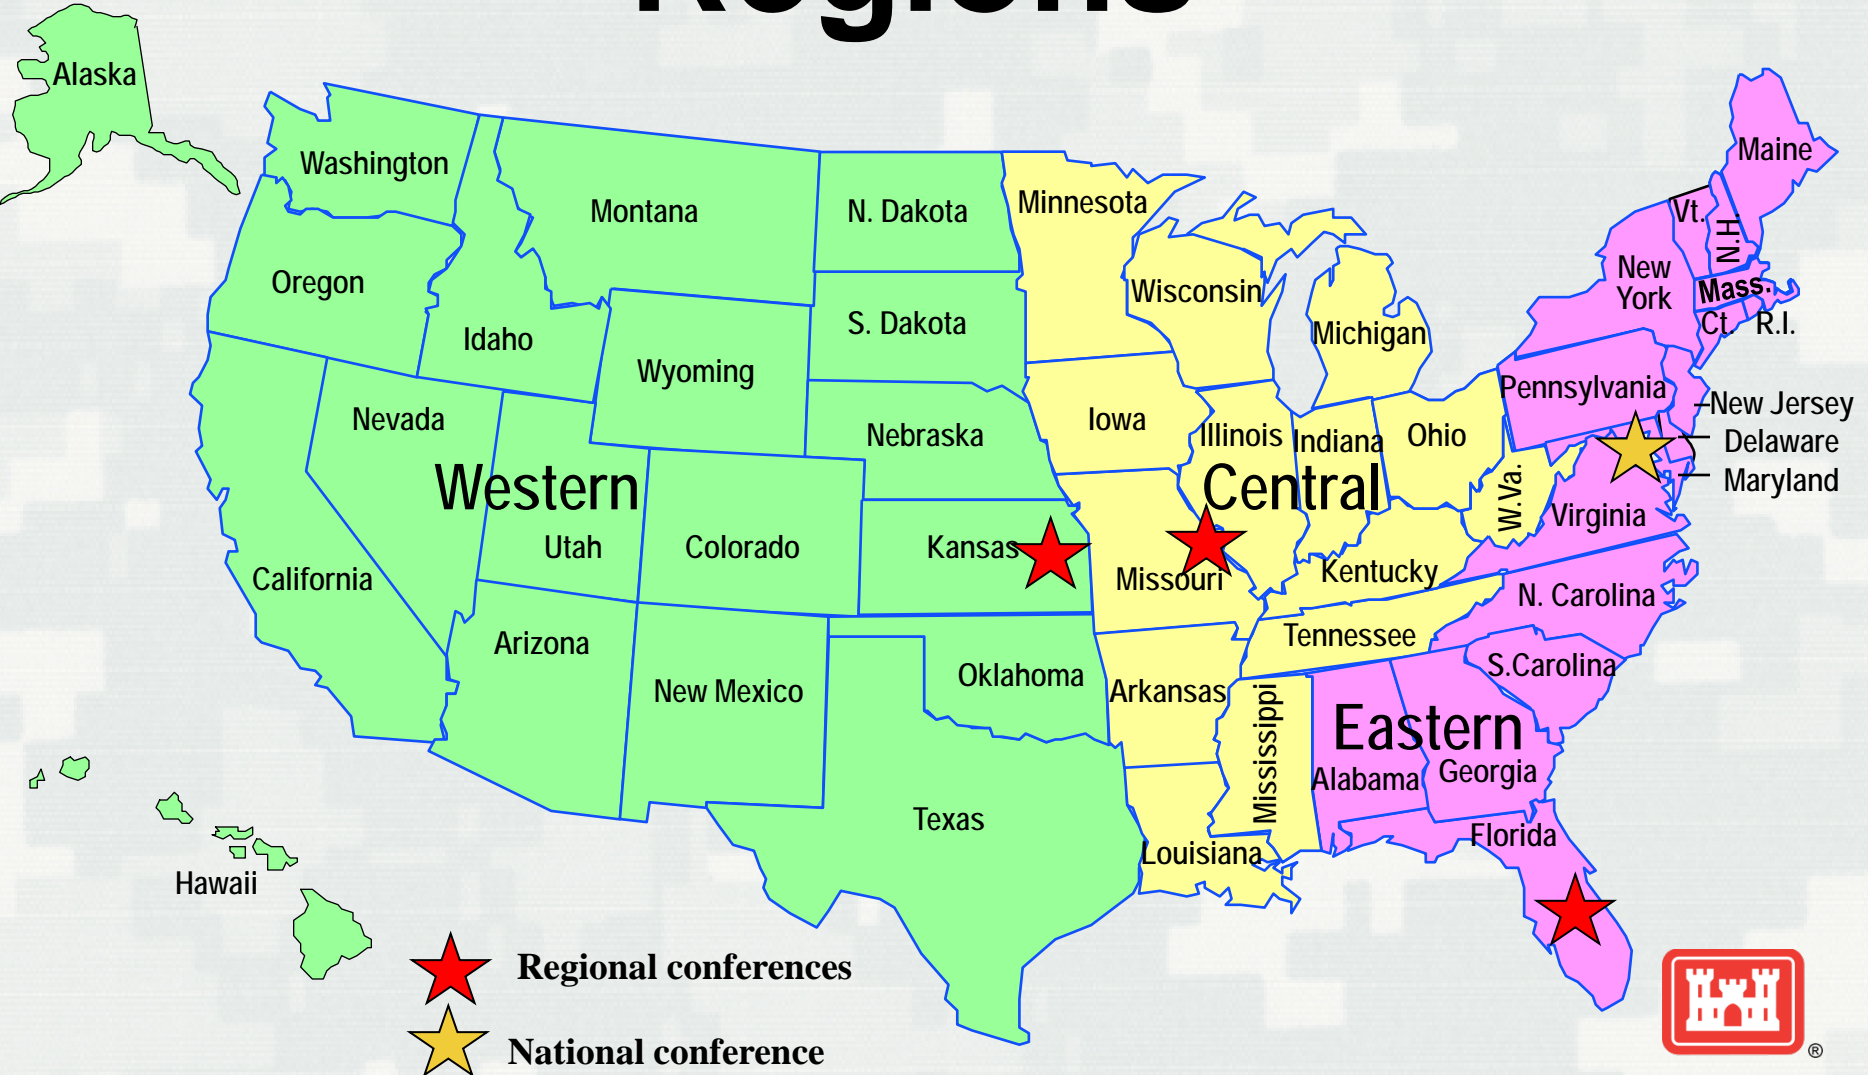 Regions
Alaska
Washington
Montana
N. Dakota
Minnesota
Maine
Vt.
N.H.
Oregon
Idaho
S. Dakota
Wisconsin
Michigan
New
York
Mass.
Ct.
R.I.
Wyoming
Nevada
Nebraska
Iowa
Illinois
Indiana
Ohio
Pennsylvania
New Jersey
Delaware
Maryland
Western
Central
W.Va.
Virginia
Utah
Colorado
Kansas
California
Missouri
Kentucky
N. Carolina
Arizona
New Mexico
Oklahoma
Arkansas
Tennessee
S.Carolina
Mississippi
Eastern
Alabama
Georgia
Texas
Louisiana
Florida
Hawaii
Regional conferences
National conference
®